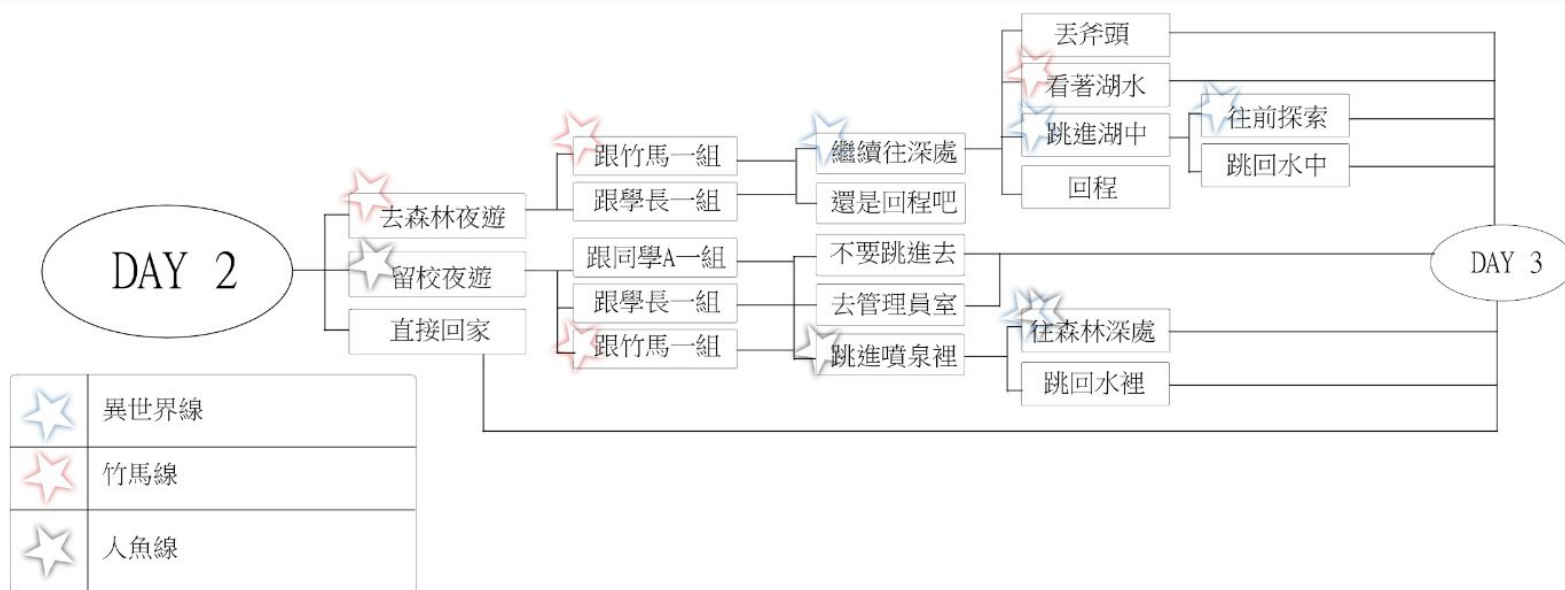 DAY 2
去森林夜遊
留校夜遊
直接回家
跟竹馬一組
跟學長一組
跟同學A一組
跟學長一組
跟竹馬一組
繼續往深處
還是回程吧
不要跳進去
去管理員室
跳進噴泉裡
丟斧頭
看著湖水
跳進湖中
回程
往前探索
跳回水中
往森林深處
跳回水裡
DAY 3
異世界線
竹馬線
人魚線